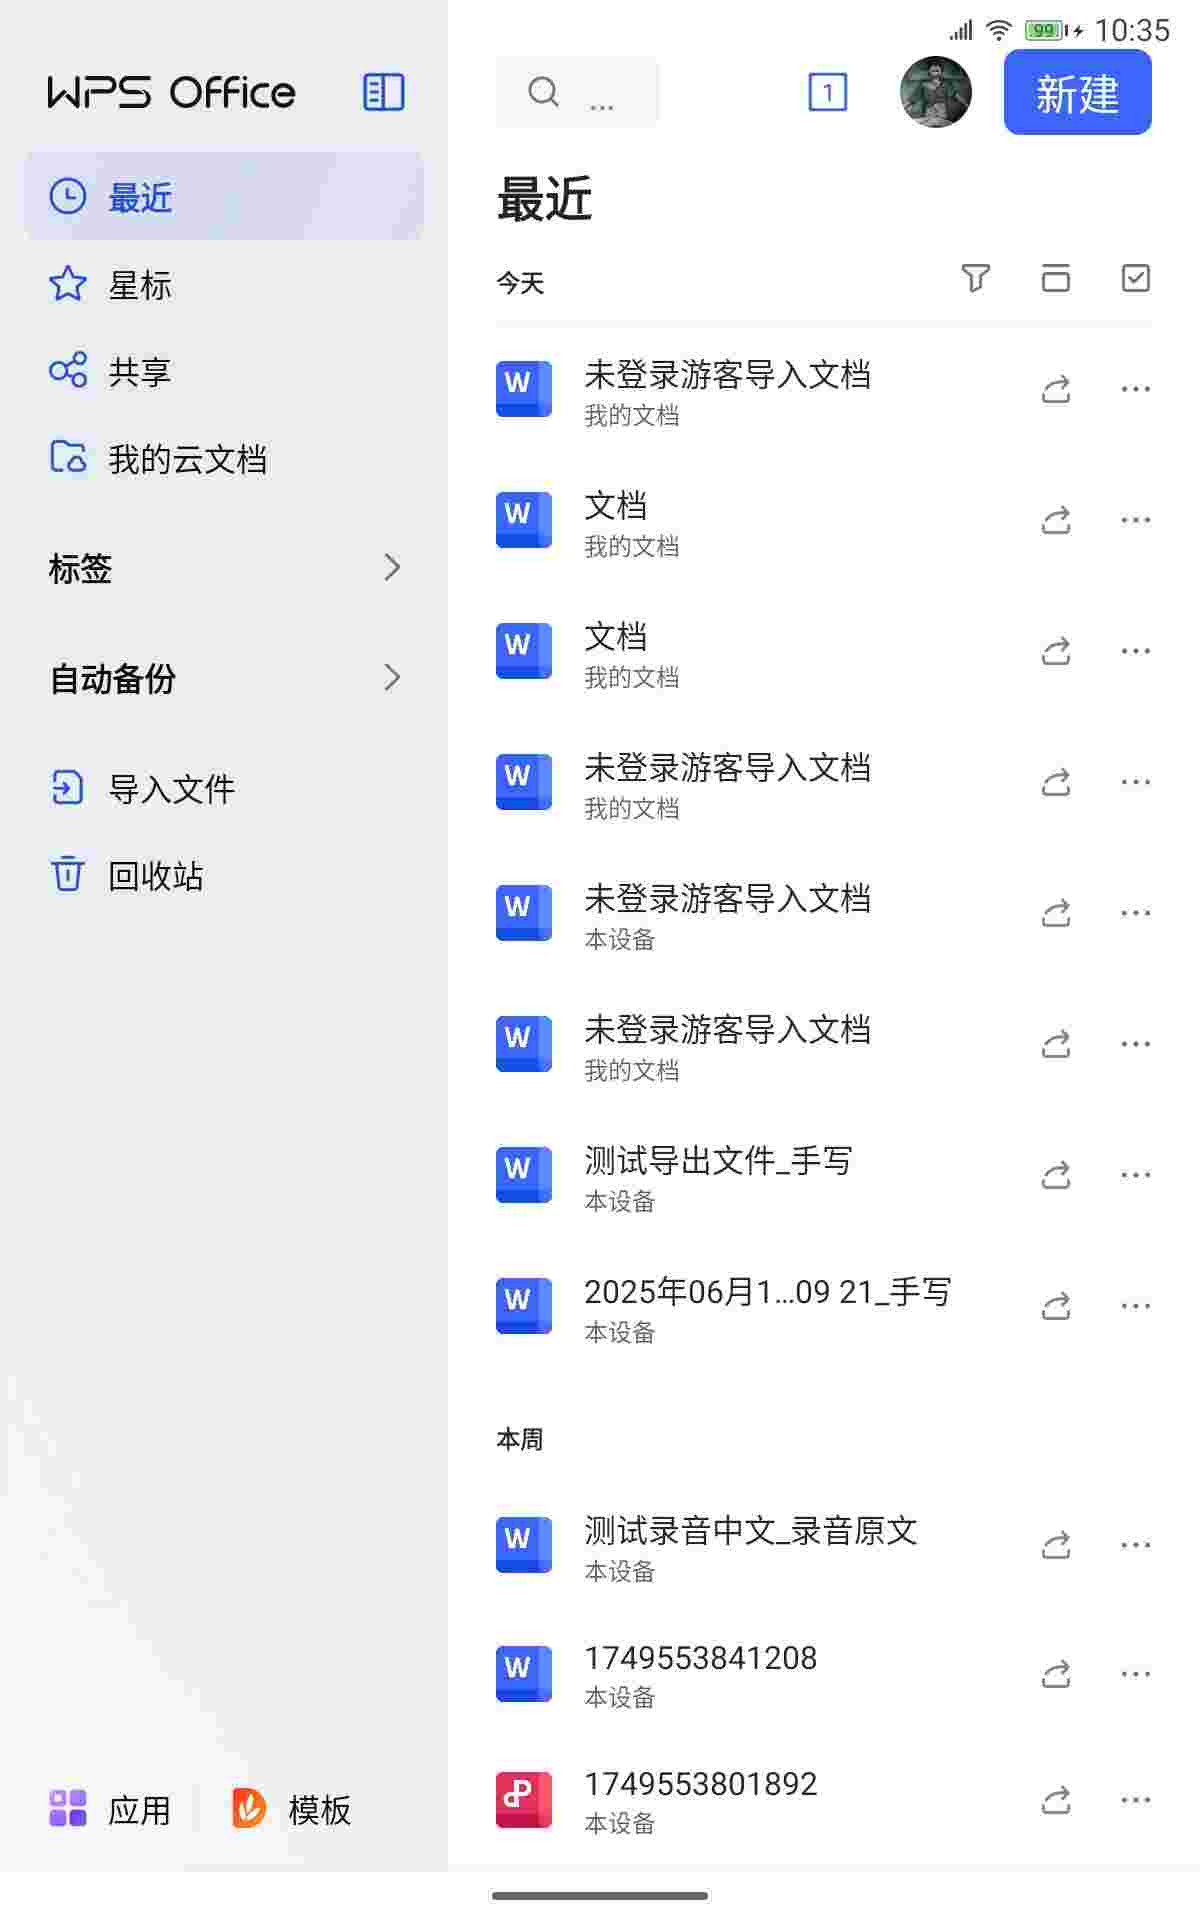 99 10:35
WPS Office
... 1 新建
最近
星标
共享
我的云文档
标签
自动备份
导入文件
回收站
应用 模板
最近
今天
W 未登录游客导入文档
我的文档
W 文档
我的文档
W 文档
我的文档
W 未登录游客导入文档
我的文档
W 未登录游客导入文档
本设备
W 未登录游客导入文档
我的文档
W 测试导出文件_手写
本设备
W 2025年06月1...09 21_手写
本设备
本周
W 测试录音中文_录音原文
本设备
W 1749553841208
本设备
1749553801892
本设备